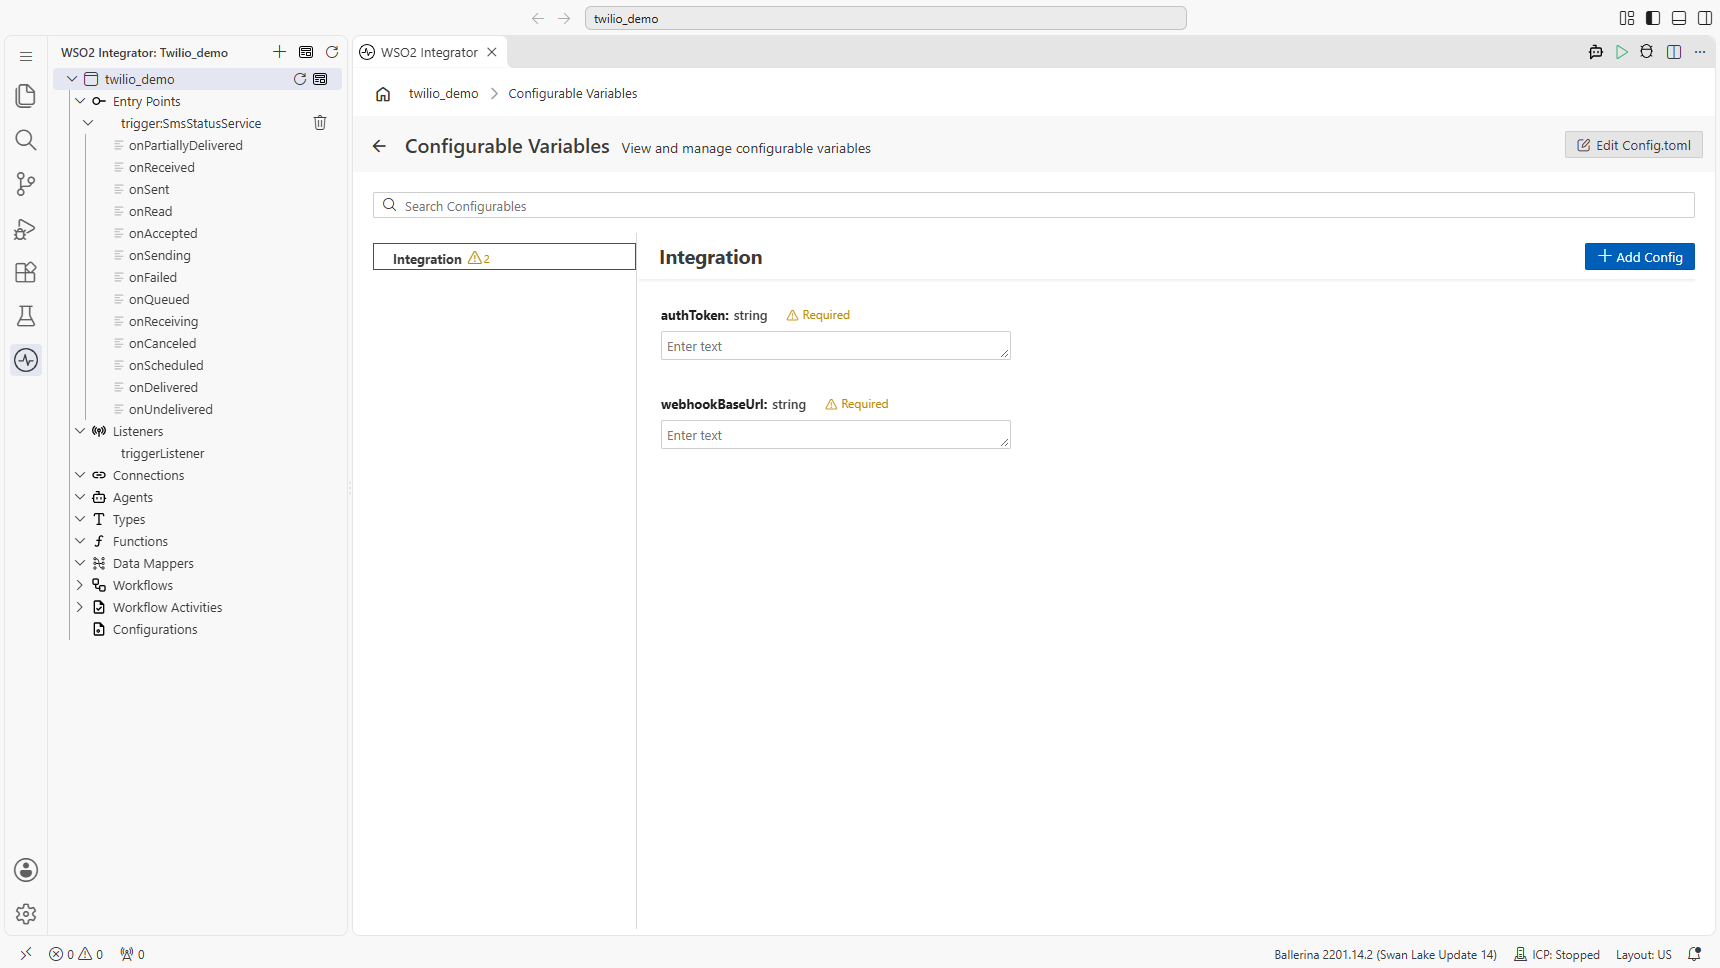 twilio_demo
WSO2 Integrator: Twilio_demo
WSO2 Integrator
twilio_demo
Entry Points
trigger:SmsStatusService
onPartiallyDelivered
onReceived
onSent
onRead
onAccepted
onSending
onFailed
onQueued
onReceiving
onCanceled
onScheduled
onDelivered
onUndelivered
Listeners
triggerListener
Connections
Agents
Types
Functions
Data Mappers
Workflows
Workflow Activities
Configurations
twilio_demo Configurable Variables
Configurable Variables View and manage configurable variables
Edit Config.toml
Search Configurables
Integration 2
Integration
Add Config
authToken: string Required
Enter text
webhookBaseUrl: string Required
Enter text
0 0 0
Ballerina 2201.14.2 (Swan Lake Update 14) ICP: Stopped Layout: US